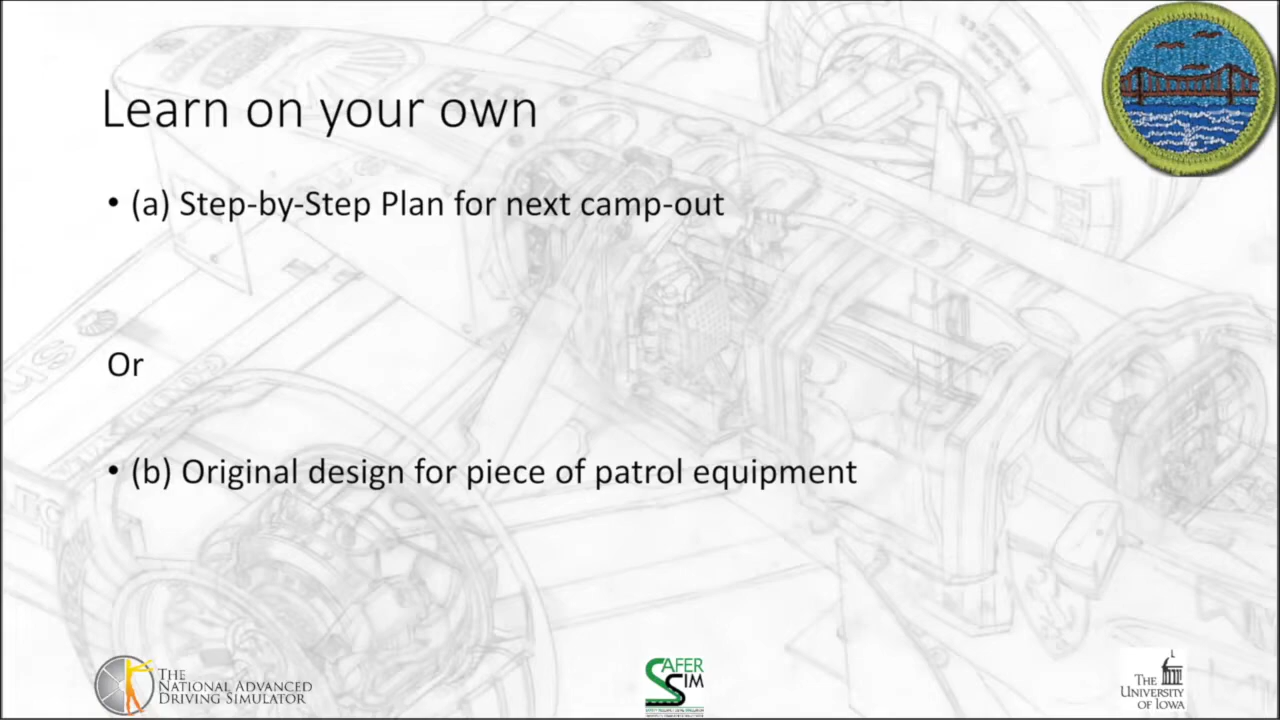 Learn on your own
• (a) Step-by-Step Plan for next camp-out
Or
• (b) Original design for piece of patrol equipment
THE
NATIONAL ADVANCED
DRIVING SIMULATOR
SAFER
SIM
THE
UNIVERSITY
OF IOWA